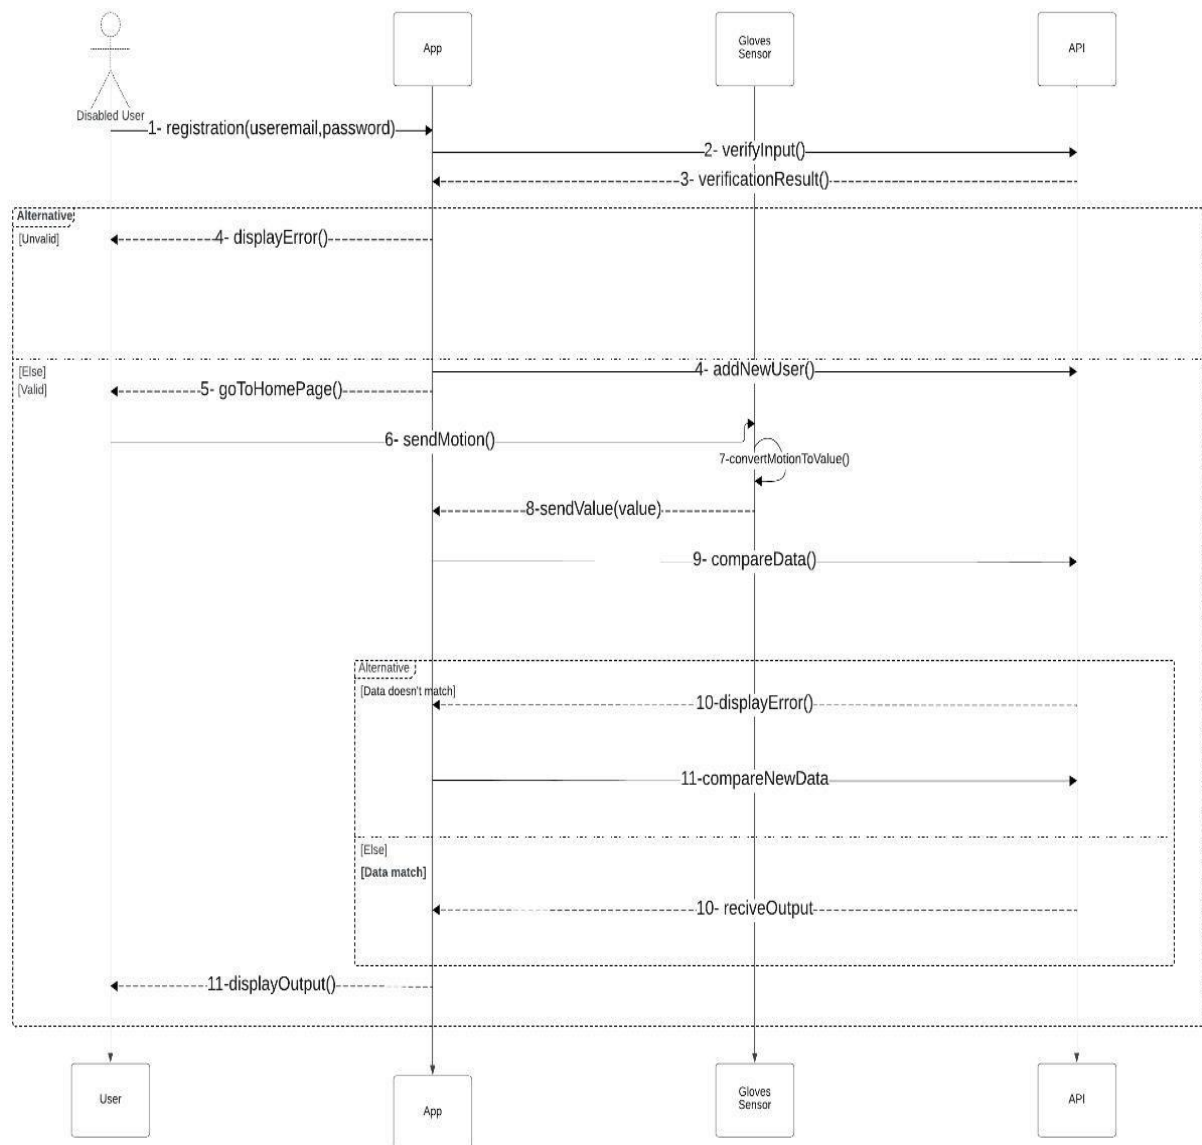 App
Gloves
Sensor
API
Disabled User
1- registration(useremail,password)
2- verifyInput()
3- verificationResult()
Alternative
[Unvalid]
4- displayError()
[Else]
4- addNewUser()
[Valid]
5- goToHomePage()
6- sendMotion()
7-convertMotionToValue()
8-sendValue(value)
9- compareData()
Alternative
[Data doesn't match]
10-displayError()
11-compareNewData
[Else]
[Data match]
10- reciveOutput
11-displayOutput()
User
App
Gloves
Sensor
API